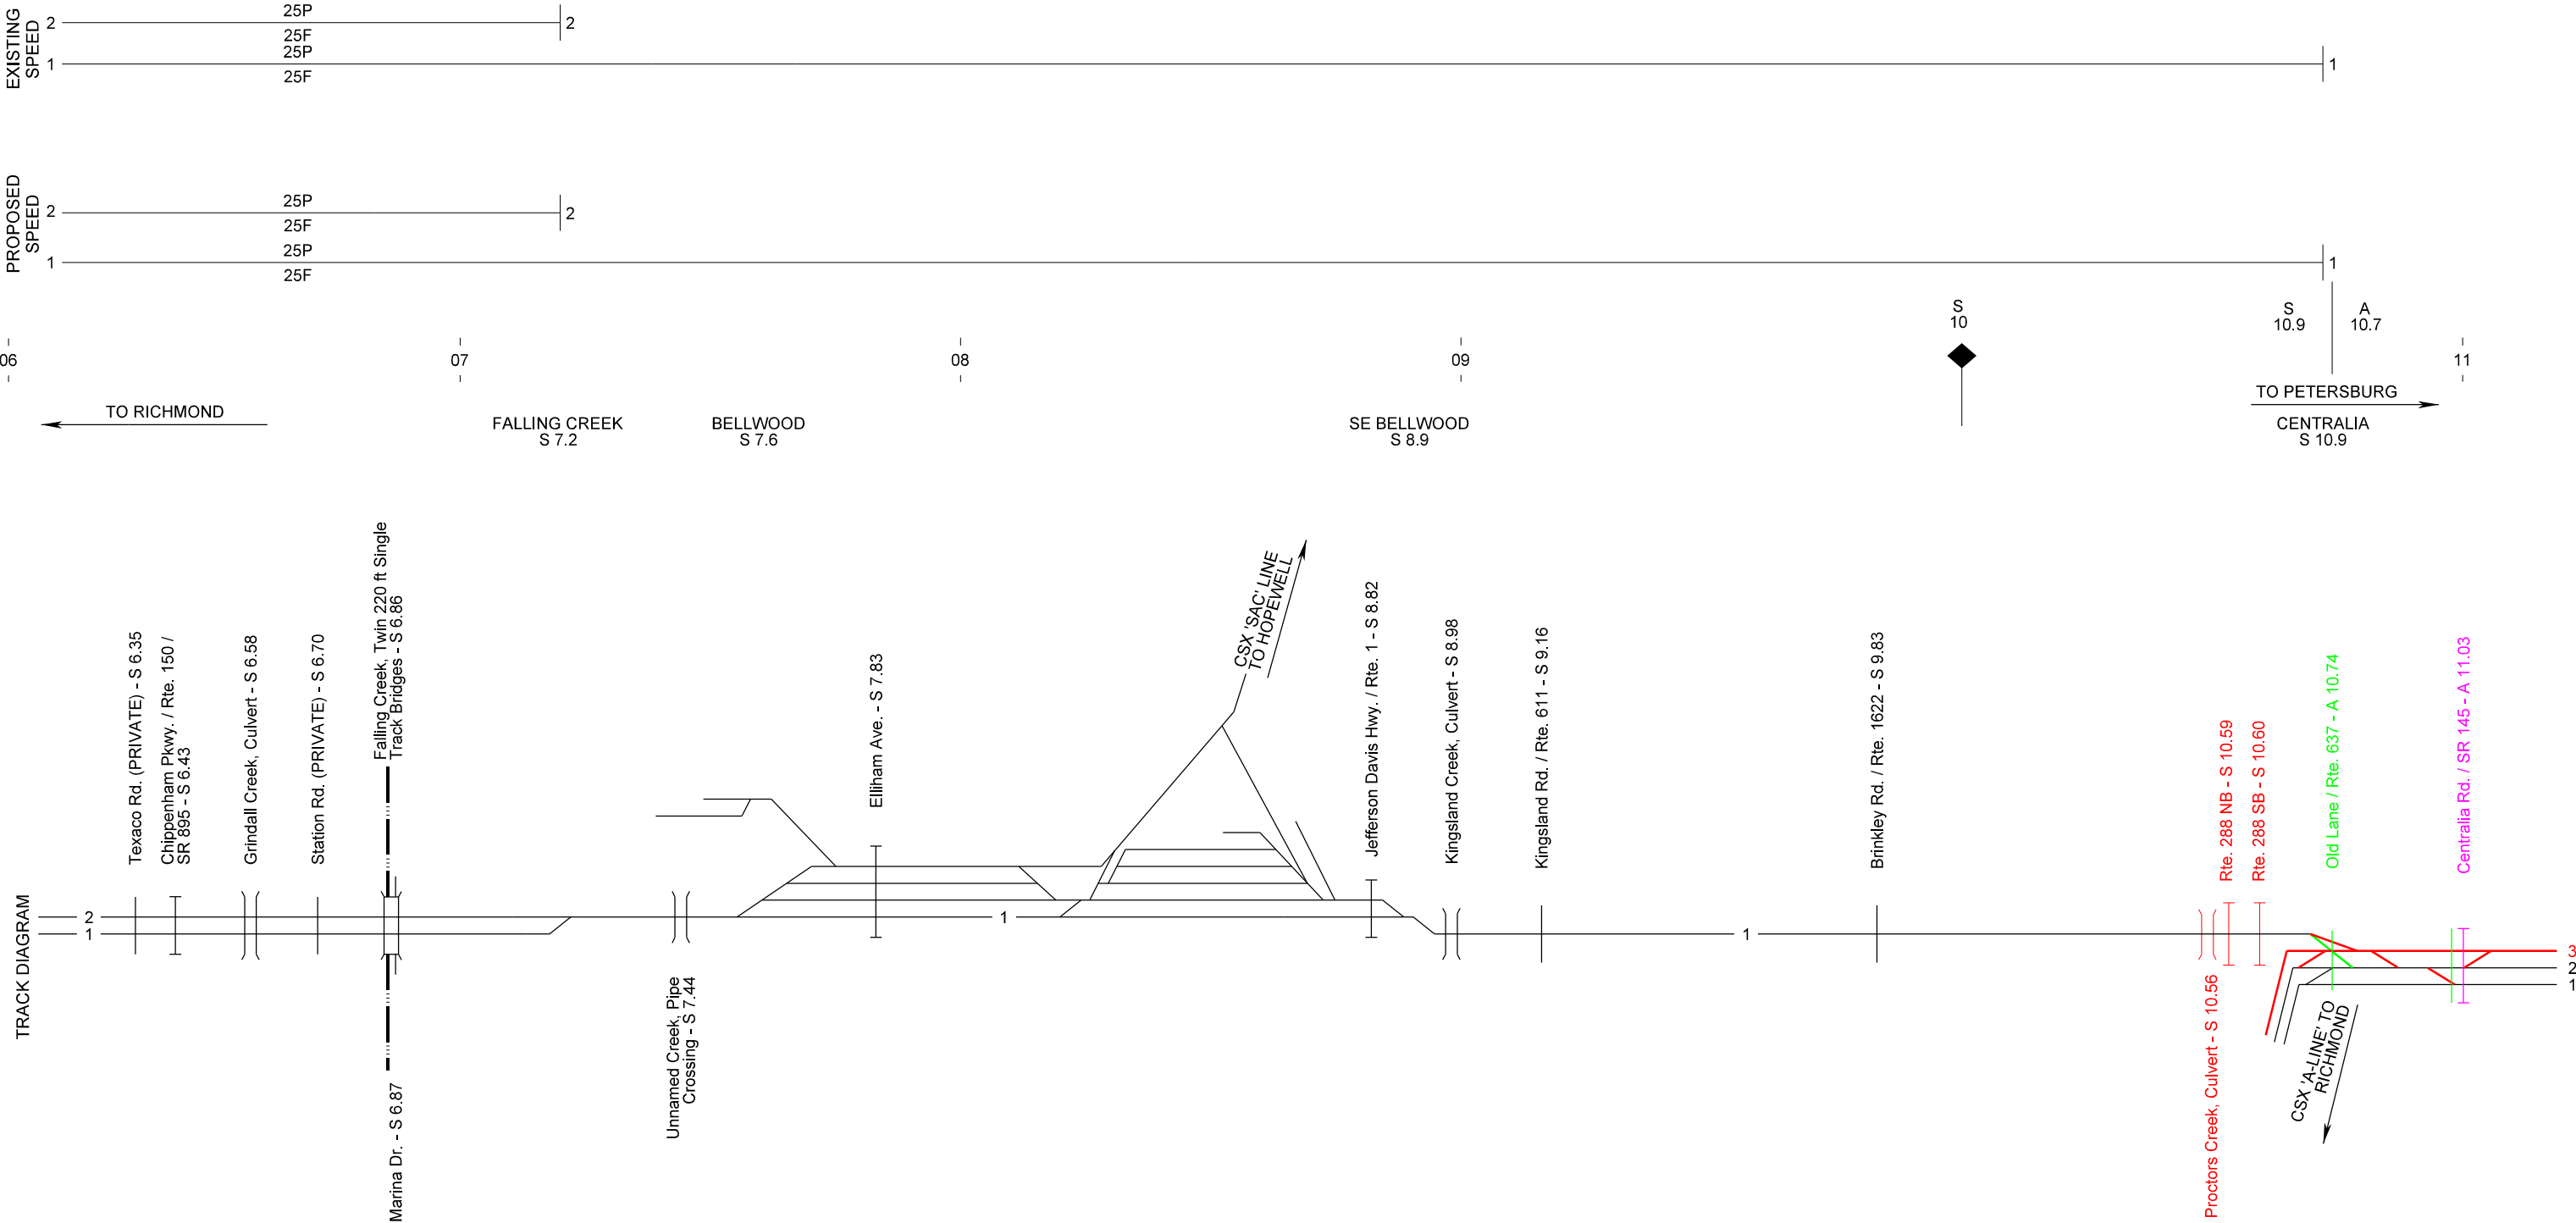 EXISTING
SPEED
2
25P
25F
2
1
25P
25F
1
PROPOSED
SPEED
2
25P
25F
2
1
25P
25F
1
S
10
S
10.9
A
10.7
06
07
08
09
11
TO RICHMOND
FALLING CREEK
S 7.2
BELLWOOD
S 7.6
SE BELLWOOD
S 8.9
TO PETERSBURG
CENTRALIA
S 10.9
TRACK DIAGRAM
2
1
Texaco Rd. (PRIVATE) - S 6.35
Chippenham Pkwy. / Rte. 150 /
SR 895 - S 6.43
Grindall Creek, Culvert - S 6.58
Station Rd. (PRIVATE) - S 6.70
Falling Creek, Twin 220 ft Single
Track Bridges - S 6.86
Marina Dr. - S 6.87
Unnamed Creek, Pipe
Crossing - S 7.44
Elliham Ave. - S 7.83
1
CSX 'SAC' LINE
TO HOPEWELL
Jefferson Davis Hwy. / Rte. 1 - S 8.82
Kingsland Creek, Culvert - S 8.98
Kingsland Rd. / Rte. 611 - S 9.16
1
Brinkley Rd. / Rte. 1622 - S 9.83
Proctors Creek, Culvert - S 10.56
Rte. 288 NB - S 10.59
Rte. 288 SB - S 10.60
Old Lane / Rte. 637 - A 10.74
Centralia Rd. / SR 145 - A 11.03
CSX 'A-LINE' TO
RICHMOND
3
2
1